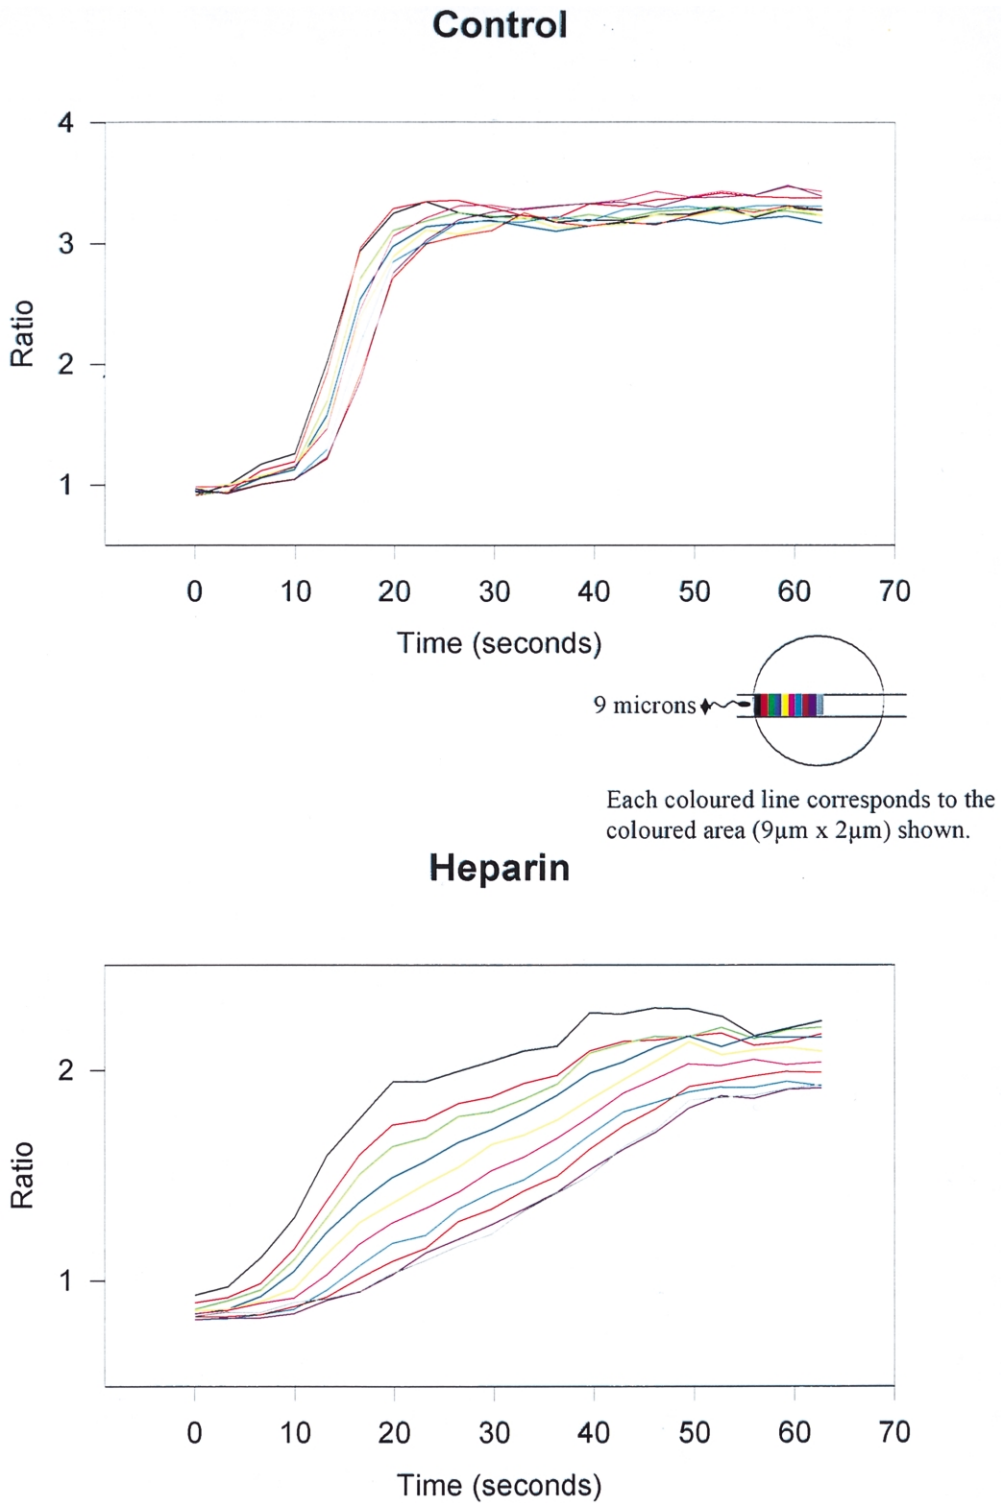 Control
4
3
2
1
Ratio
0 10 20 30 40 50 60 70
Time (seconds)
9 microns
Each coloured line corresponds to the
coloured area (9µm x 2µm) shown.
Heparin
2
1
Ratio
0 10 20 30 40 50 60 70
Time (seconds)